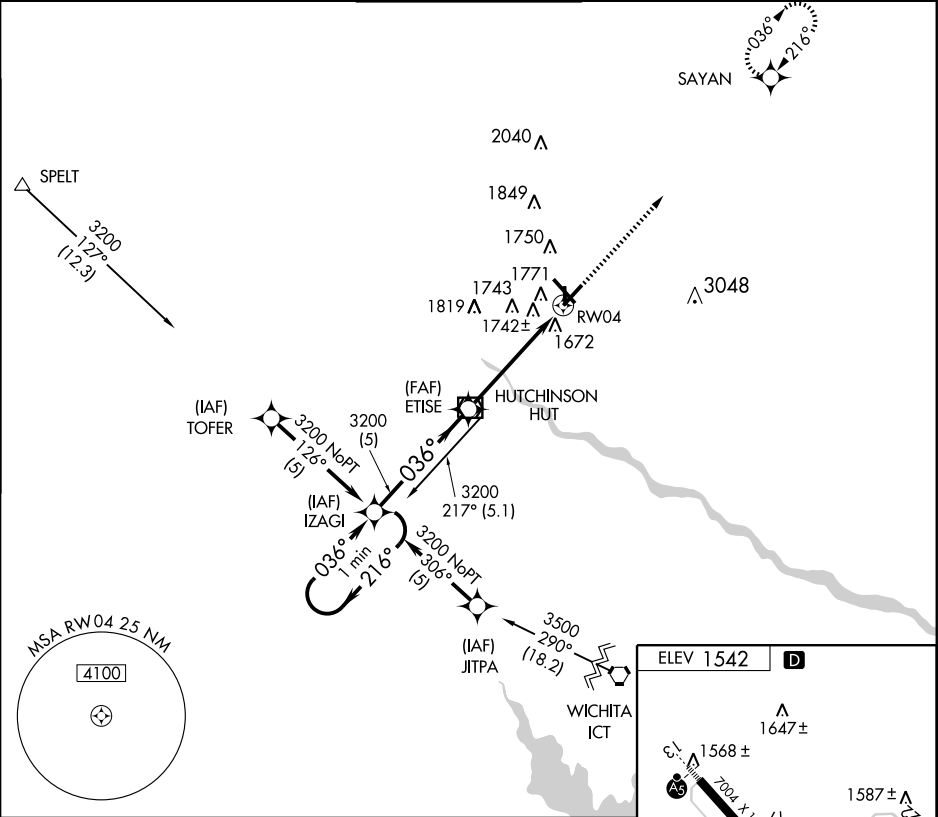 036°
216°
SAYAN
2040
SPELT
1849
3200
127°
(12.3)
1750
1771
1743
3048
1819
1742±
RW04
1672
(FAF)
ETISE
HUTCHINSON
HUT
(IAF)
TOFER
3200 NoPT
126°
(5)
3200
(5)
036°
3200
217° (5.1)
(IAF)
IZAGI
036°
1 min
216°
3200 NoPT
306°
(5)
(IAF)
JITPA
3500
290°
(18.2)
WICHITA
ICT
MSA RW04 25 NM
4100
ELEV 1542
D
1647±
13
1568 ±
A5
7004 X 1
1587 ±
22